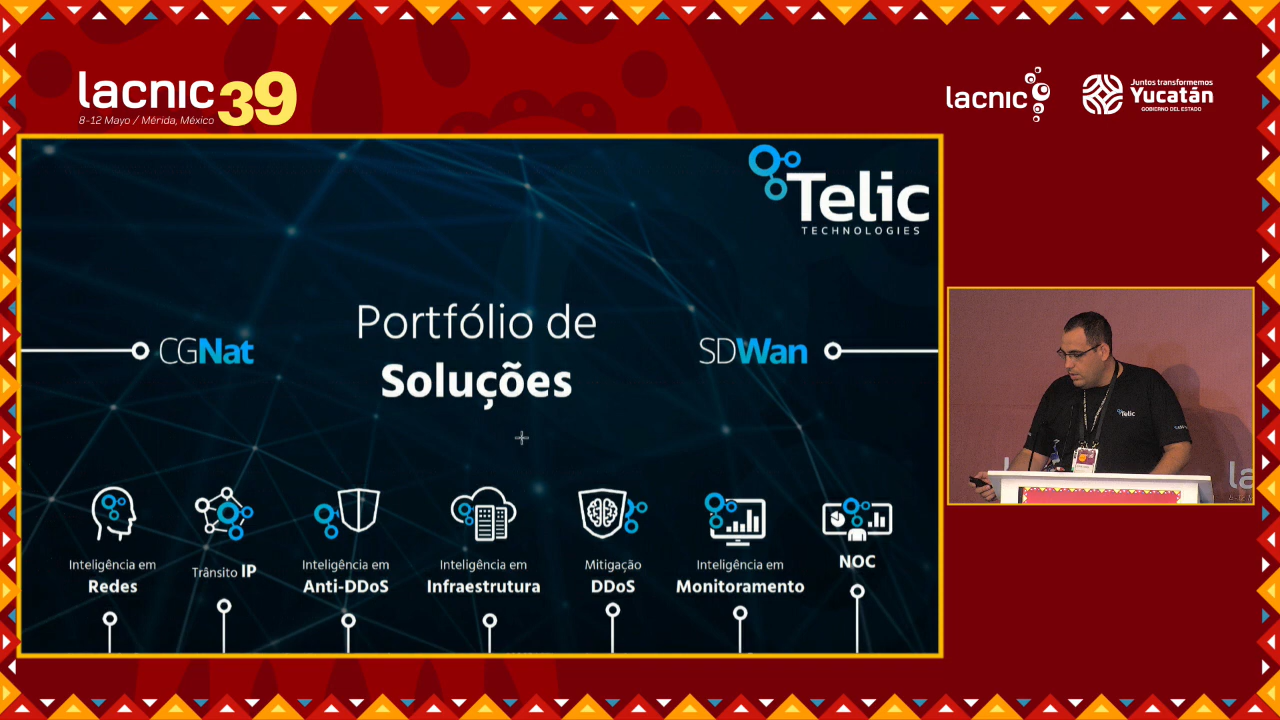 lacnic 39
8-12 Mayo / Mérida, México
lacnic
Juntos transformemos
Yucatán
GOBIERNO DEL ESTADO
Telic
TECHNOLOGIES
Portfólio de
Soluções
CGNat
SDWan
Inteligência em
Redes
Trânsito IP
Inteligência em
Anti-DDoS
Inteligência em
Infraestrutura
Mitigação
DDoS
Inteligência em
Monitoramento
NOC
Telic